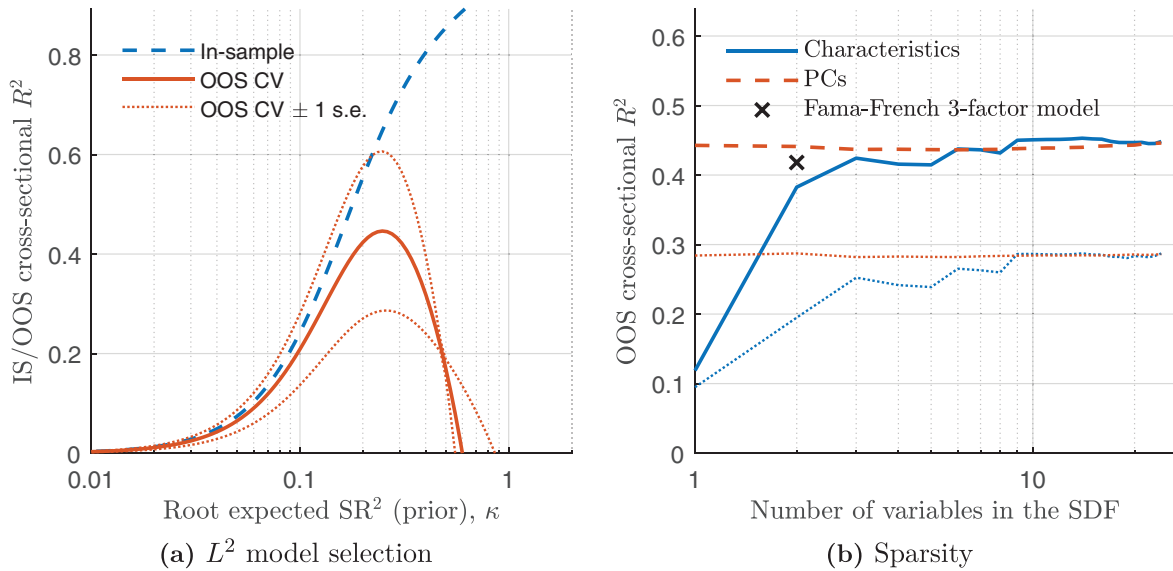 IS/OOS cross-sectional R²
0.8
0.6
0.4
0.2
0
In-sample
OOS CV
OOS CV ± 1 s.e.
0.01
0.1
1
Root expected SR² (prior), κ
(a) L² model selection
OOS cross-sectional R²
0.6
0.5
0.4
0.3
0.2
0.1
0
Characteristics
PCs
Fama-French 3-factor model
1
10
Number of variables in the SDF
(b) Sparsity